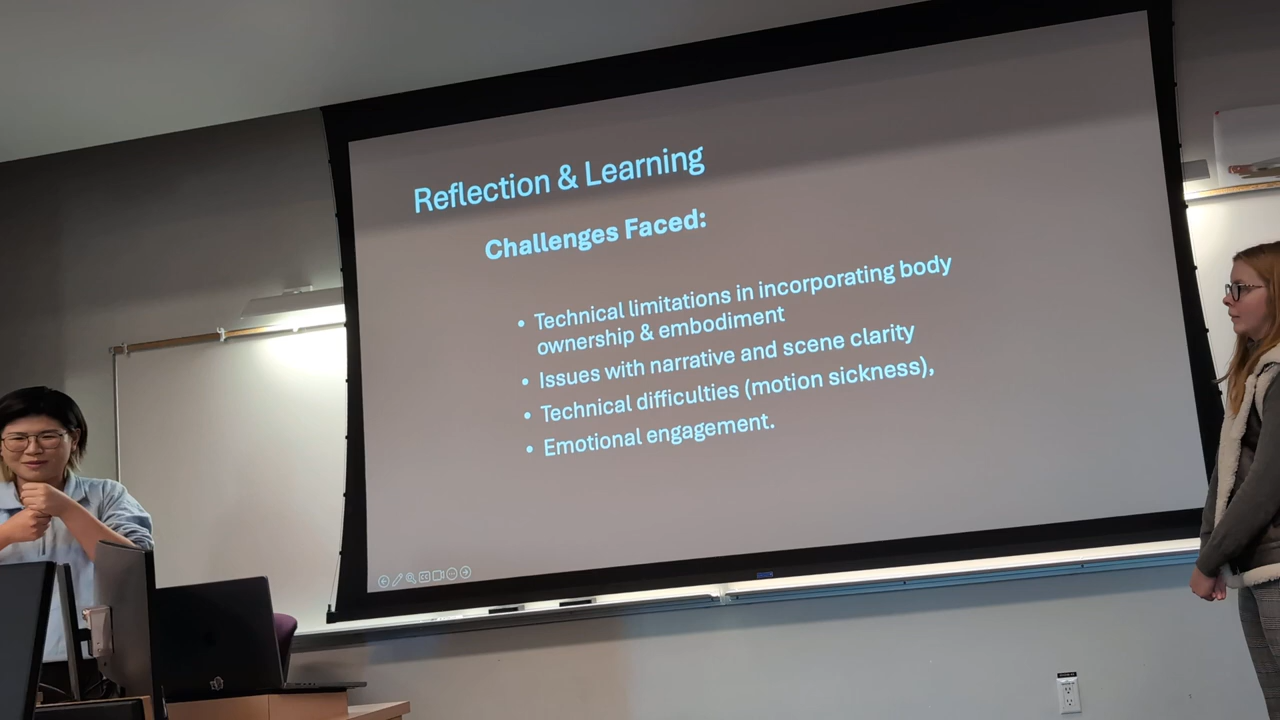 Reflection & Learning
Challenges Faced:
• Technical limitations in incorporating body
ownership & embodiment
• Issues with narrative and scene clarity
• Technical difficulties (motion sickness),
• Emotional engagement.